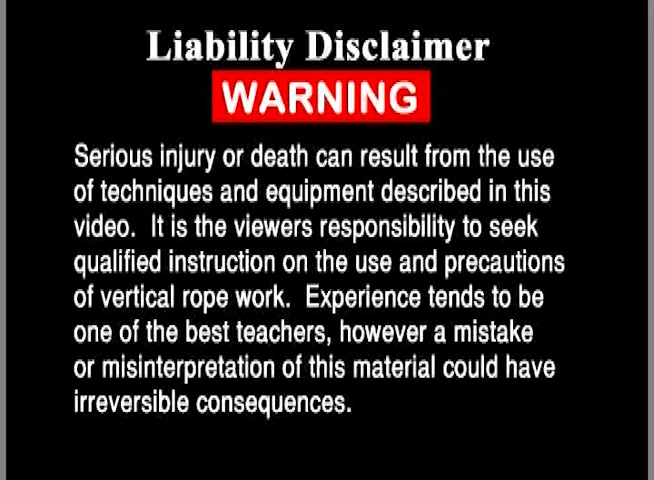 Liability Disclaimer
WARNING
Serious injury or death can result from the use
of techniques and equipment described in this
video. It is the viewers responsibility to seek
qualified instruction on the use and precautions
of vertical rope work. Experience tends to be
one of the best teachers, however a mistake
or misinterpretation of this material could have
irreversible consequences.